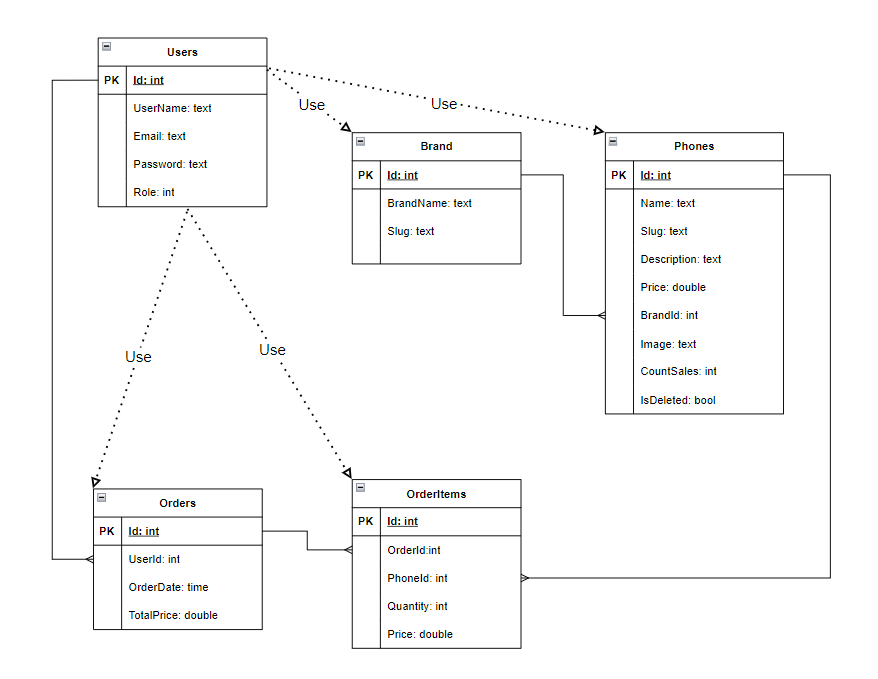 Users
PK Id: int
UserName: text
Email: text
Password: text
Role: int
Use
Use
Brand
PK Id: int
BrandName: text
Slug: text
Phones
PK Id: int
Name: text
Slug: text
Description: text
Price: double
BrandId: int
Image: text
CountSales: int
IsDeleted: bool
Use
Use
Orders
PK Id: int
UserId: int
OrderDate: time
TotalPrice: double
OrderItems
PK Id: int
OrderId:int
PhoneId: int
Quantity: int
Price: double